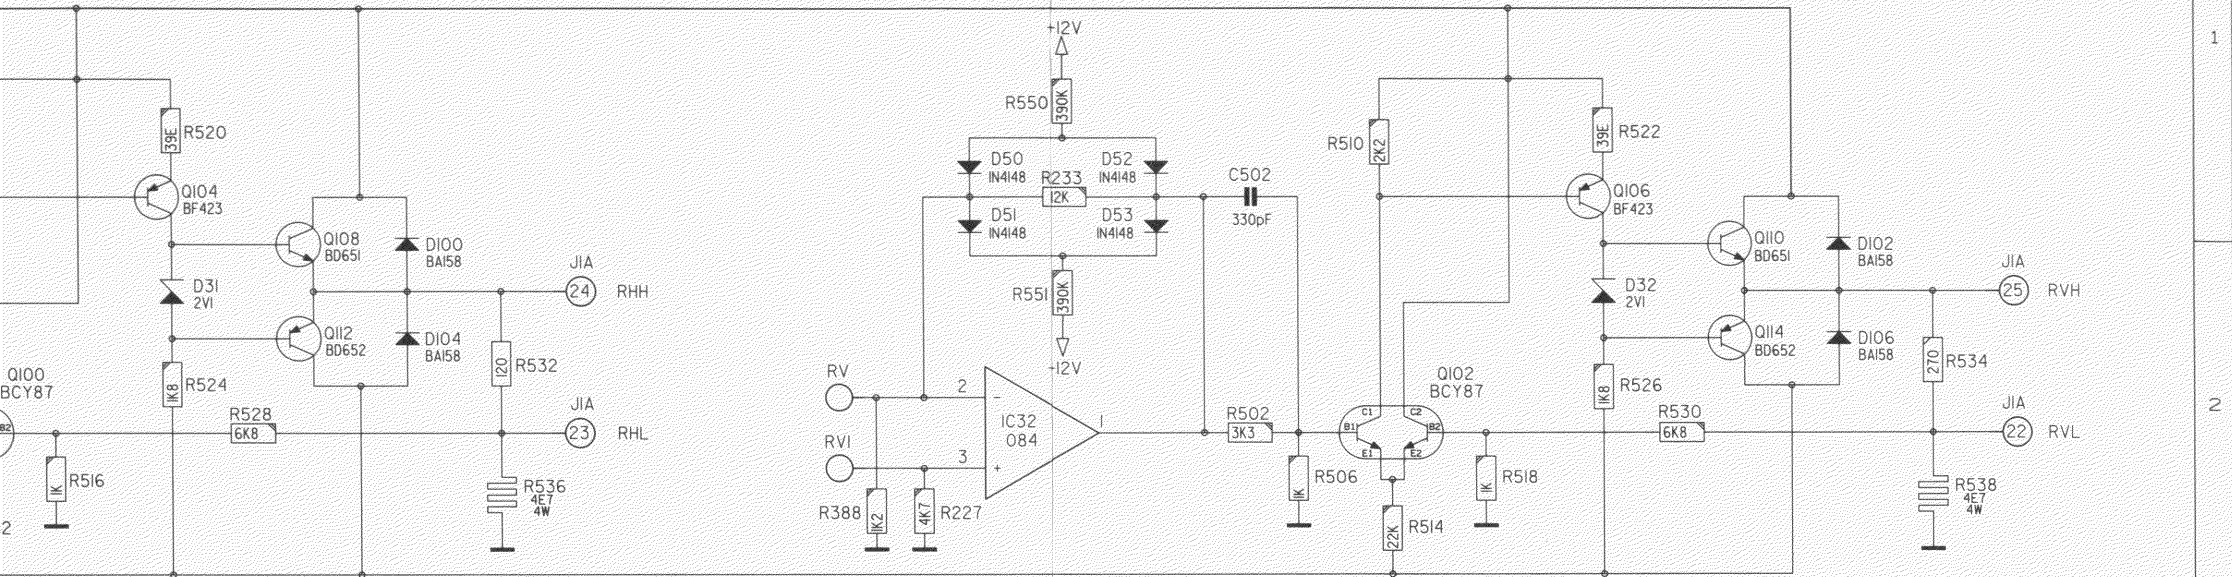 1
+12V
R550
390K
39E
R520
R510
2K2
39E
R522
D50
1N4148
D52
1N4148
R233
12K
C502
330pF
Q104
BF423
Q106
BF423
D51
1N4148
D53
1N4148
Q108
BD651
D100
BA158
Q110
BD651
D102
BA158
J1A
24
RHH
D31
2V1
R551
390K
D32
2V1
J1A
25
RVH
Q112
BD652
D104
BA158
Q114
BD652
D106
BA158
-12V
Q100
BCY87
1K8
R524
120
R532
RV
2
-
Q102
BCY87
1K8
R526
270
R534
2
J1A
23
RHL
R528
6K8
B2
IC32
084
1
R502
3K3
C1
C2
B1
B2
E1
E2
R530
6K8
J1A
22
RVL
RV1
3
+
1K
R516
R536
4E7
4W
R388
1K2
4K7
R227
1K
R506
1K
R518
R538
4E7
4W
22K
R514
2